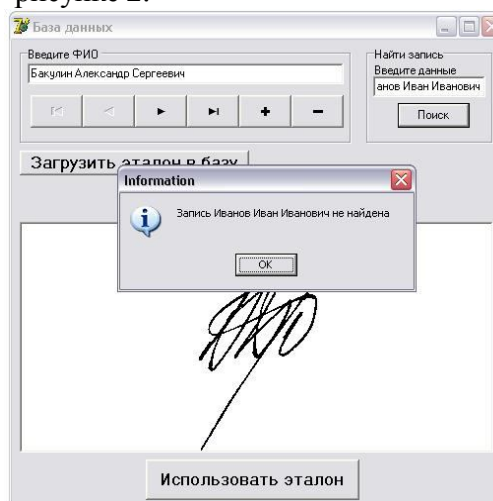 рисунке 2.
База данных
Введите ФИО
Бакулин Александр Сергеевич
Найти запись
Введите данные
анов Иван Иванович
Поиск
Загрузить эталон в базу
Information
Запись Иванов Иван Иванович не найдена
OK
Использовать эталон